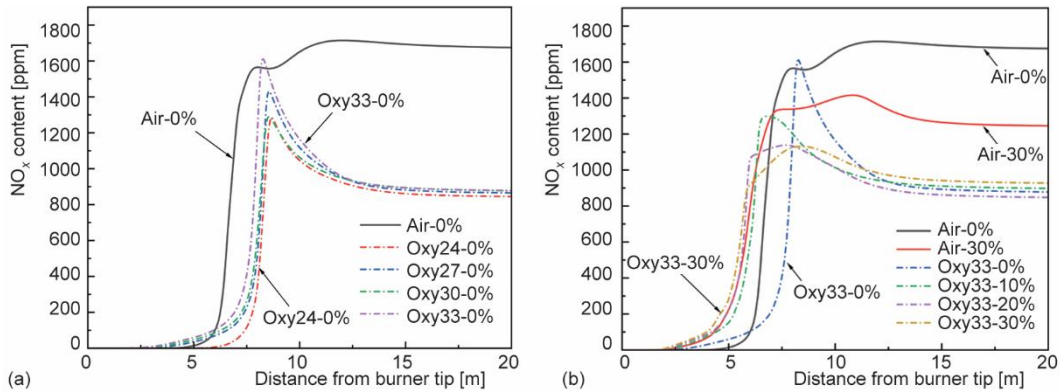 NOx content [ppm]
1800
1600
1400
1200
1000
800
600
400
200
0
Air-0%
Oxy33-0%
Oxy24-0%
Air-0%
Oxy24-0%
Oxy27-0%
Oxy30-0%
Oxy33-0%
0 5 10 15 20
(a) Distance from burner tip [m]
NOx content [ppm]
1800
1600
1400
1200
1000
800
600
400
200
0
Air-0%
Air-30%
Oxy33-30%
Oxy33-0%
Air-0%
Air-30%
Oxy33-0%
Oxy33-10%
Oxy33-20%
Oxy33-30%
0 5 10 15 20
(b) Distance from burner tip [m]